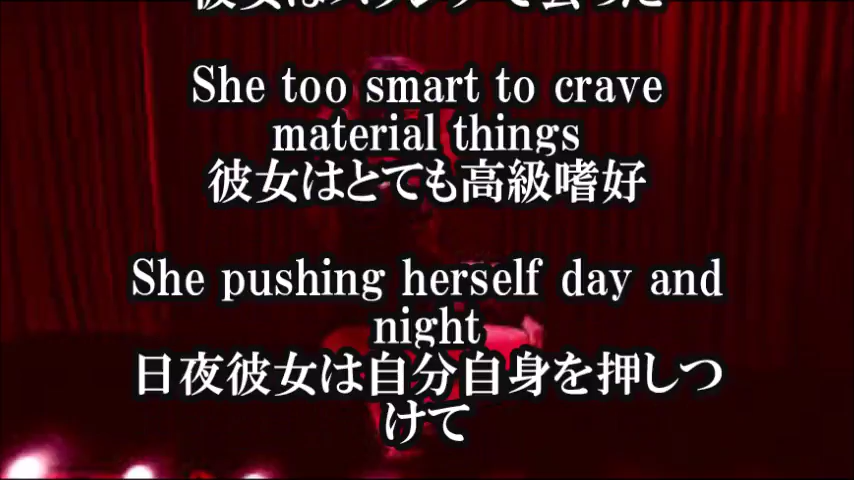 She too smart to crave
material things
彼女はとても高級嗜好
She pushing herself day and
night
日夜彼女は自分自身を押しつ
けて